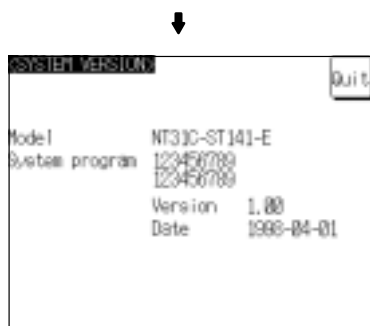 <SYSTEM VERSION>
Quit
Model NT31C-ST141-E
System program 123456789
123456789
Version 1.00
Date 1998-04-01